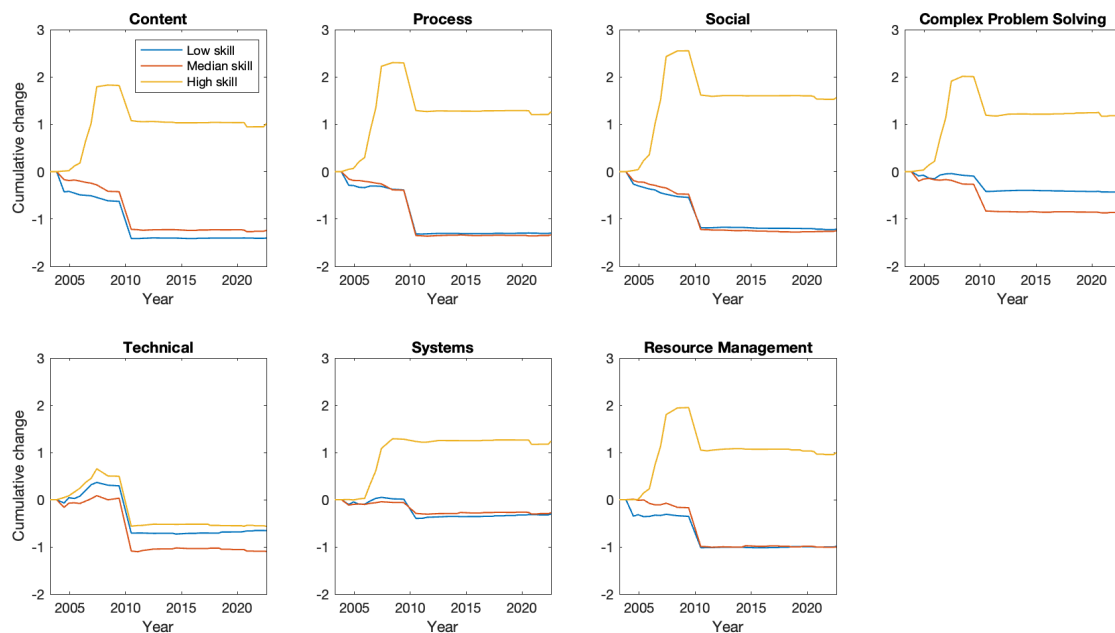 Content
Process
Social
Complex Problem Solving
Low skill
Median skill
High skill
Cumulative change
3
2
1
0
-1
-2
2005 2010 2015 2020
Year
3
2
1
0
-1
-2
2005 2010 2015 2020
Year
3
2
1
0
-1
-2
2005 2010 2015 2020
Year
3
2
1
0
-1
-2
2005 2010 2015 2020
Year
Technical
Systems
Resource Management
Cumulative change
3
2
1
0
-1
-2
2005 2010 2015 2020
Year
3
2
1
0
-1
-2
2005 2010 2015 2020
Year
3
2
1
0
-1
-2
2005 2010 2015 2020
Year